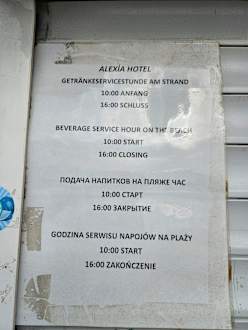 ALEXİA HOTEL
GETRÄNKESERVICESTUNDE AM STRAND
10:00 ANFANG
16:00 SCHLUSS
BEVERAGE SERVICE HOUR ON THE BEACH
10:00 START
16:00 CLOSING
ПОДАЧА НАПИТКОВ НА ПЛЯЖЕ ЧАС
10:00 СТАРТ
16:00 ЗАКРЫТИЕ
GODZINA SERWISU NAPOJÓW NA PLAŻY
10:00 START
16:00 ZAKOŃCZENIE